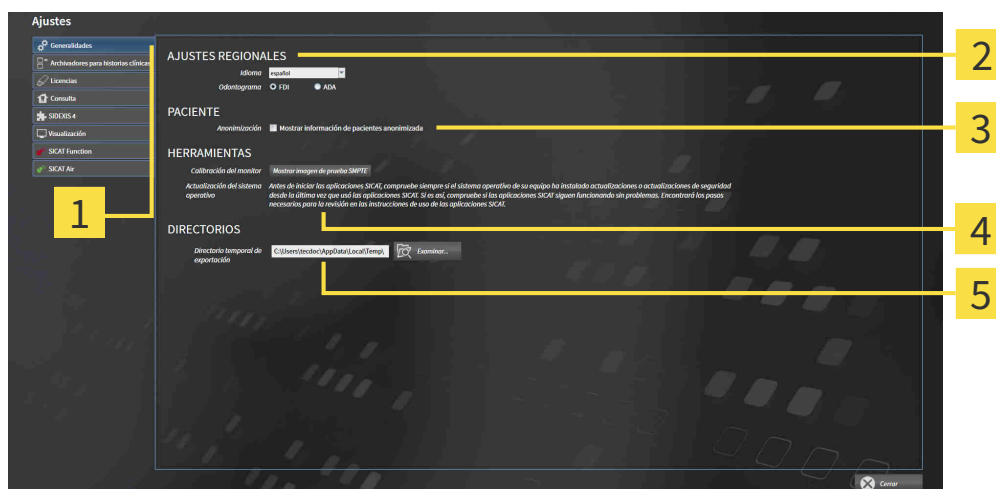 Ajustes
Generalidades
Archivadores para historias clínicas
Licencias
Consulta
SIDEXIS 4
Visualización
SICAT Function
SICAT Air
1
AJUSTES REGIONALES
Idioma español
Odontograma FDI ADA
PACIENTE
Anonimización Mostrar información de pacientes anonimizada
HERRAMIENTAS
Calibración del monitor Mostrar imagen de prueba SMPTE
Actualización del sistema operativo
Antes de iniciar las aplicaciones SICAT, compruebe siempre si el sistema operativo de su equipo ha instalado actualizaciones o actualizaciones de seguridad
desde la última vez que usó las aplicaciones SICAT. Si es así, compruebe si las aplicaciones SICAT siguen funcionando sin problemas. Encontrará los pasos
necesarios para la revisión en las instrucciones de uso de las aplicaciones SICAT.
DIRECTORIOS
Directorio temporal de
exportación
C:\Users\tecdoc\AppData\Local\Temp\ Examinar...
2
3
4
5
Cerrar